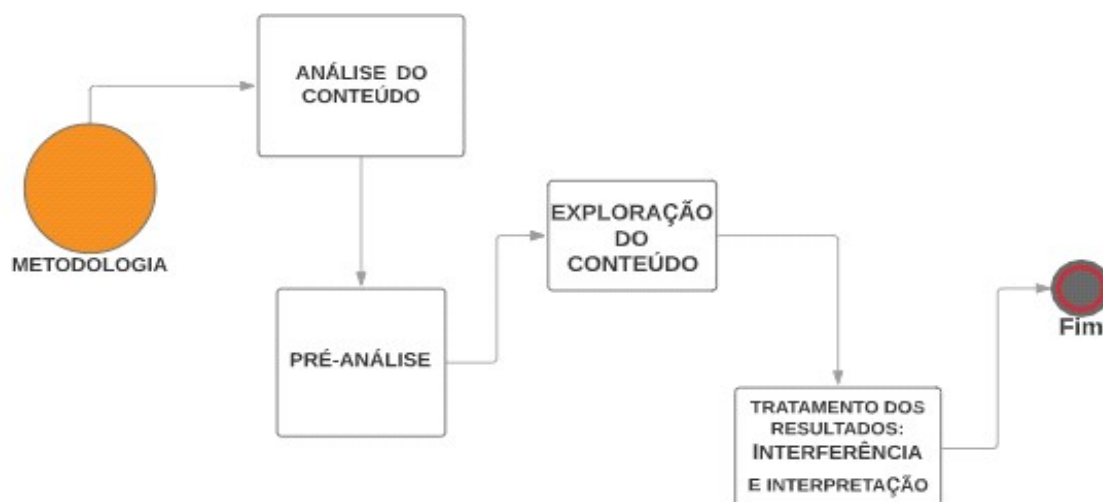 ANÁLISE DO
CONTEÚDO
METODOLOGIA
PRÉ-ANÁLISE
EXPLORAÇÃO
DO
CONTEÚDO
TRATAMENTO DOS
RESULTADOS:
INTERFERÊNCIA
E INTERPRETAÇÃO
Fim